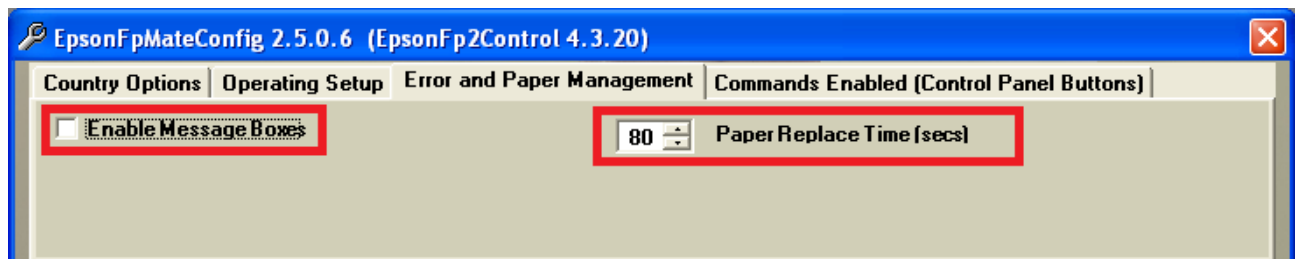 EpsonFpMateConfig 2.5.0.6 (EpsonFp2Control 4.3.20)
Country Options Operating Setup Error and Paper Management Commands Enabled (Control Panel Buttons)
Enable Message Boxes 80 Paper Replace Time (secs)